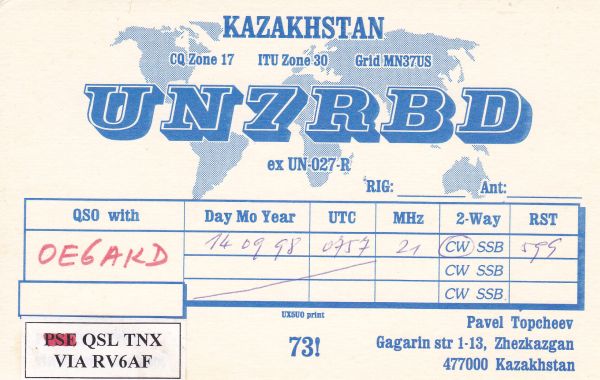 KAZAKHSTAN
CQ Zone 17 ITU Zone 30 Grid MN37US
UN7RBD
ex UN-027-R
RIG: Ant:
QSO with Day Mo Year UTC MHz 2-Way RST
OE6AKD 14 09 98 0757 21 CW SSB 599
CW SSB
CW SSB
UX5UO print
PSE QSL TNX
VIA RV6AF
73!
Pavel Topcheev
Gagarin str 1-13, Zhezkazgan
477000 Kazakhstan